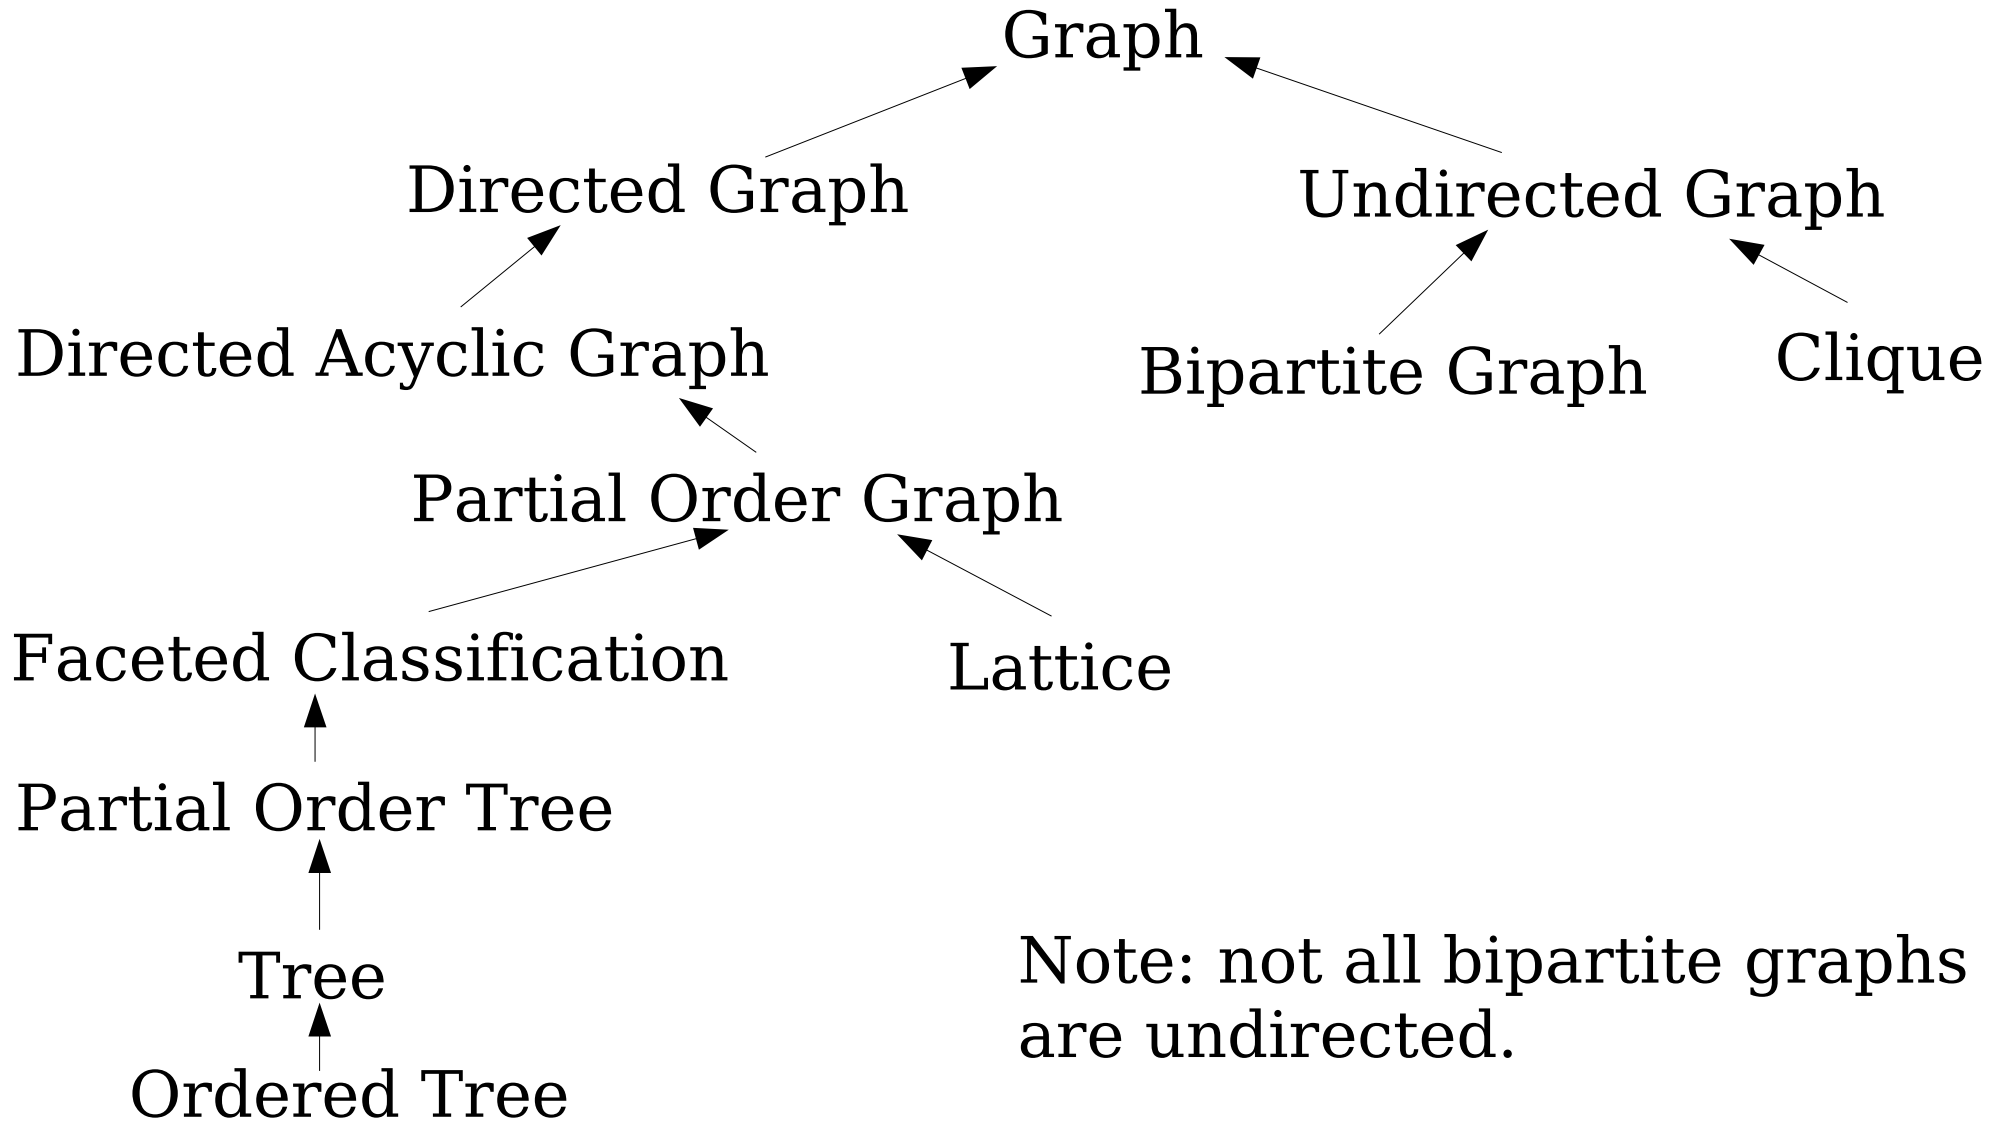 Graph
Directed Graph
Undirected Graph
Directed Acyclic Graph
Bipartite Graph
Clique
Partial Order Graph
Faceted Classification
Lattice
Partial Order Tree
Tree
Ordered Tree
Note: not all bipartite graphs
are undirected.